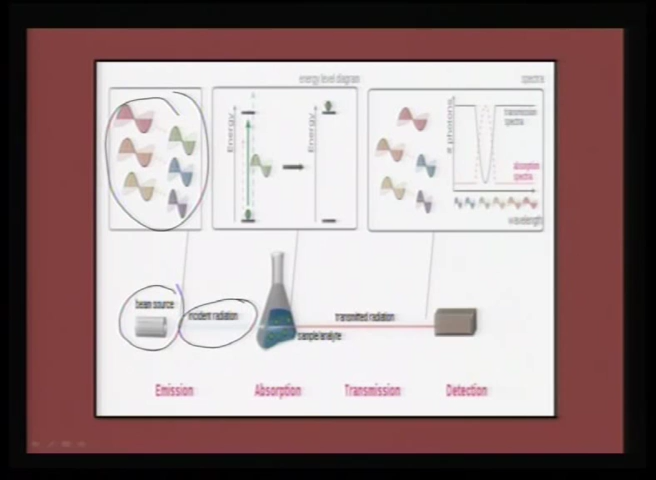 energy level diagram
spectra
Energy
Energy
# photons
transmission
spectra
absorption
spectra
wavelength
beam source
incident radiation
transmitted radiation
sample/analyte
Emission
Absorption
Transmission
Detection